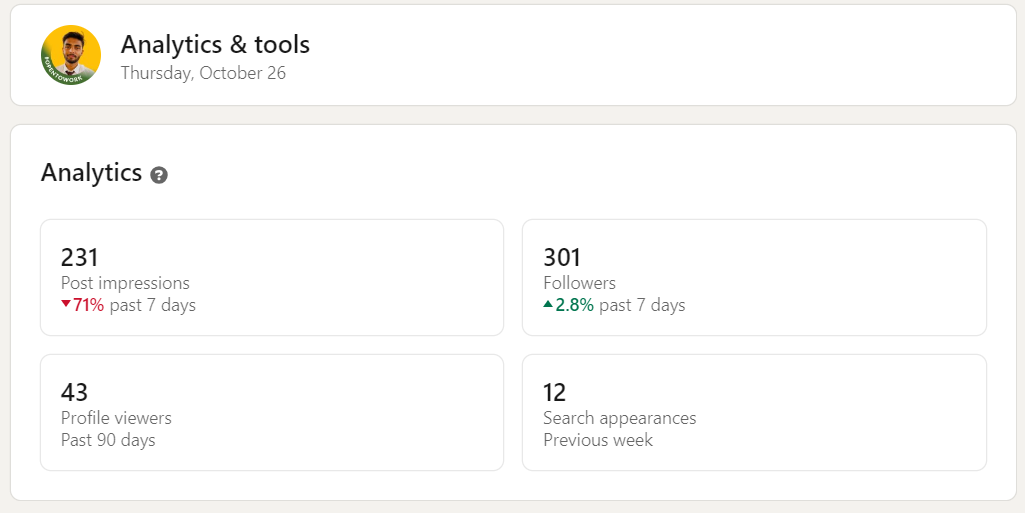 #OPENTOWORK
Analytics & tools
Thursday, October 26
Analytics ?
231
Post impressions
▼71% past 7 days
301
Followers
▲2.8% past 7 days
43
Profile viewers
Past 90 days
12
Search appearances
Previous week